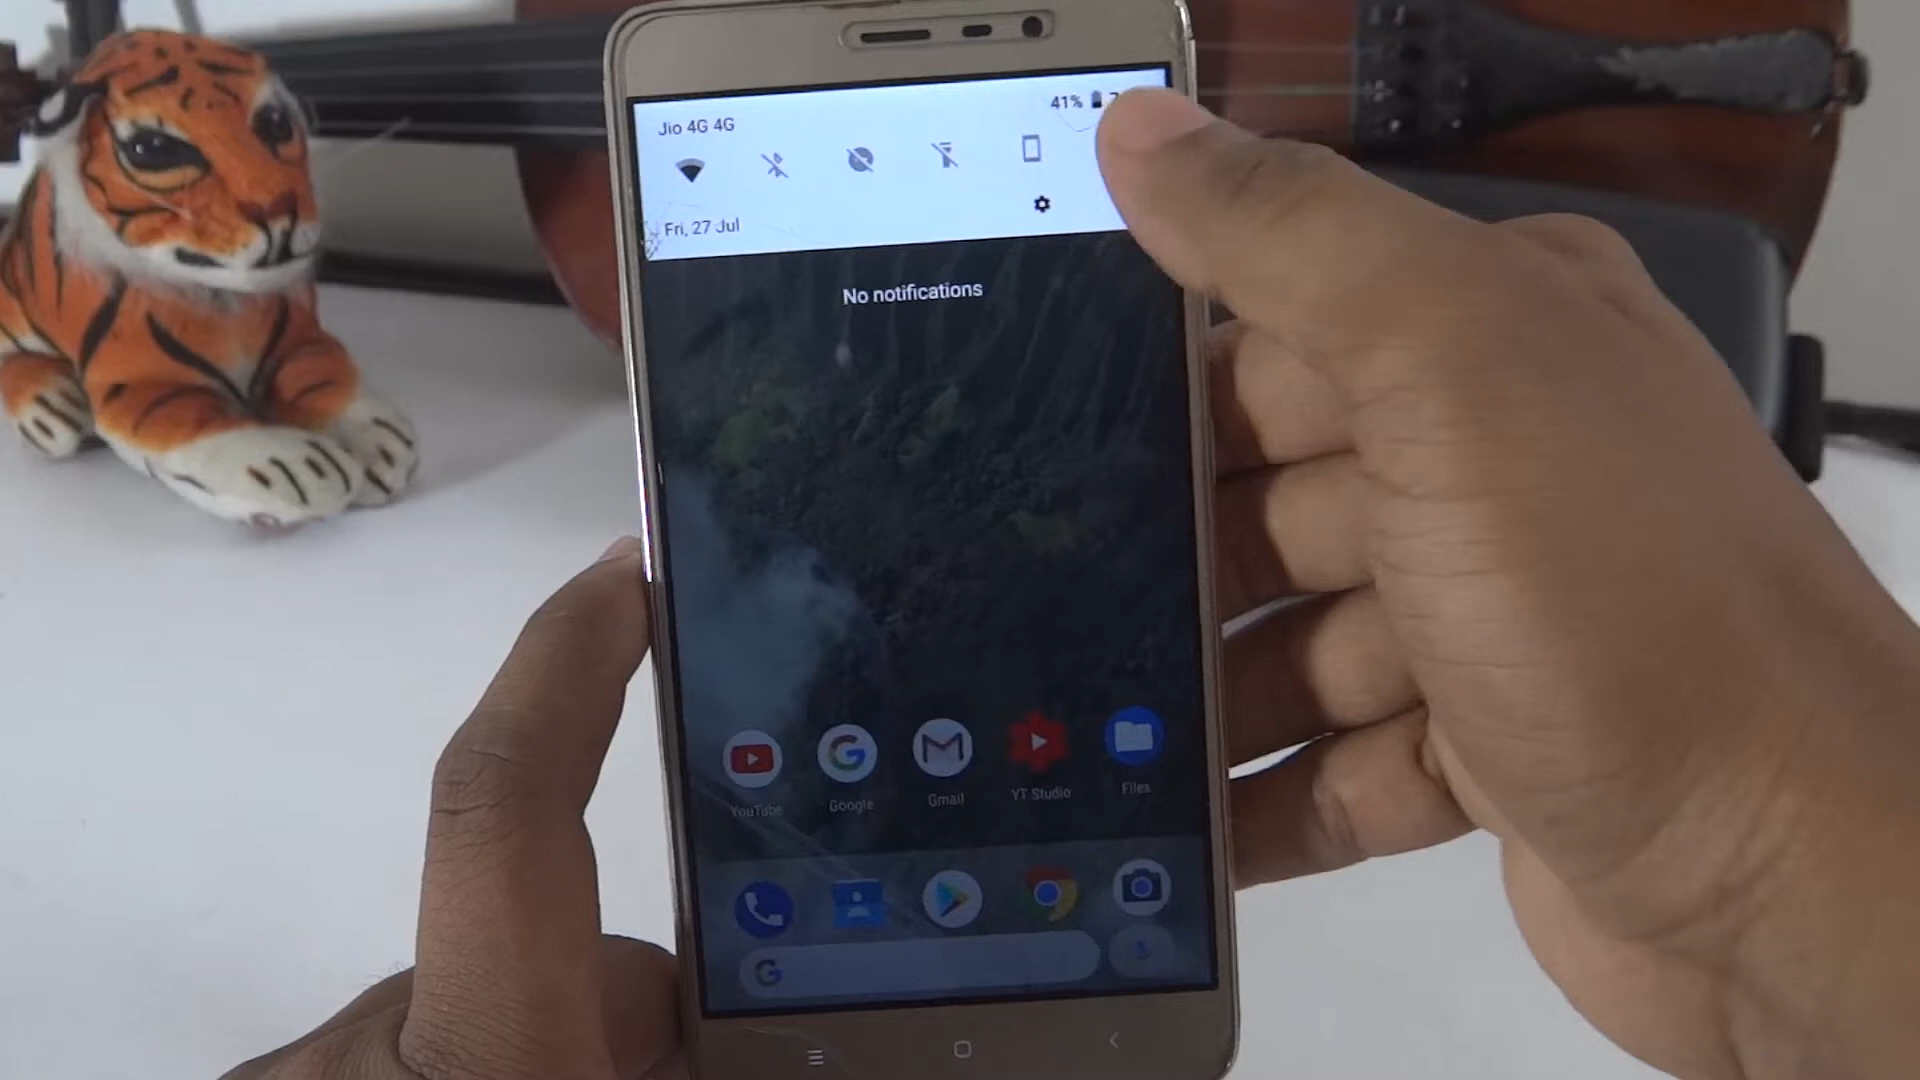 Jio 4G 4G
41%
Fri, 27 Jul
No notifications
YouTube
Google
Gmail
YT Studio
Files